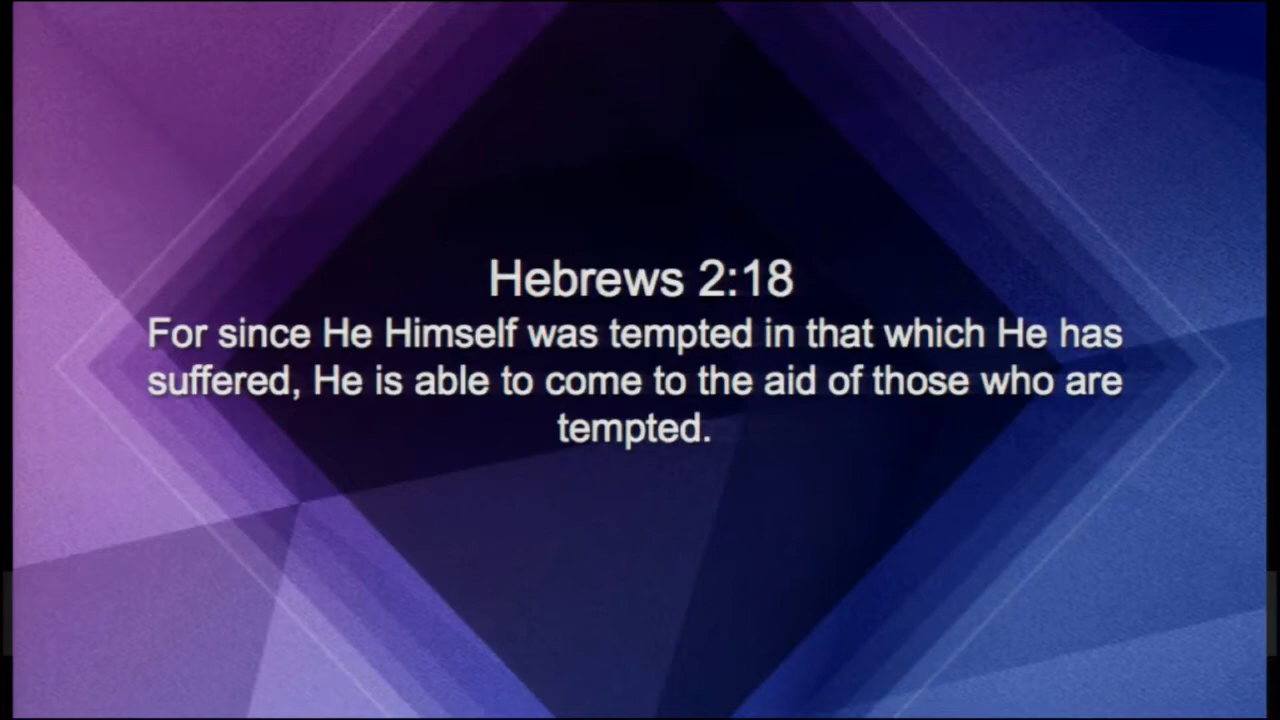 Hebrews 2:18
For since He Himself was tempted in that which He has
suffered, He is able to come to the aid of those who are
tempted.